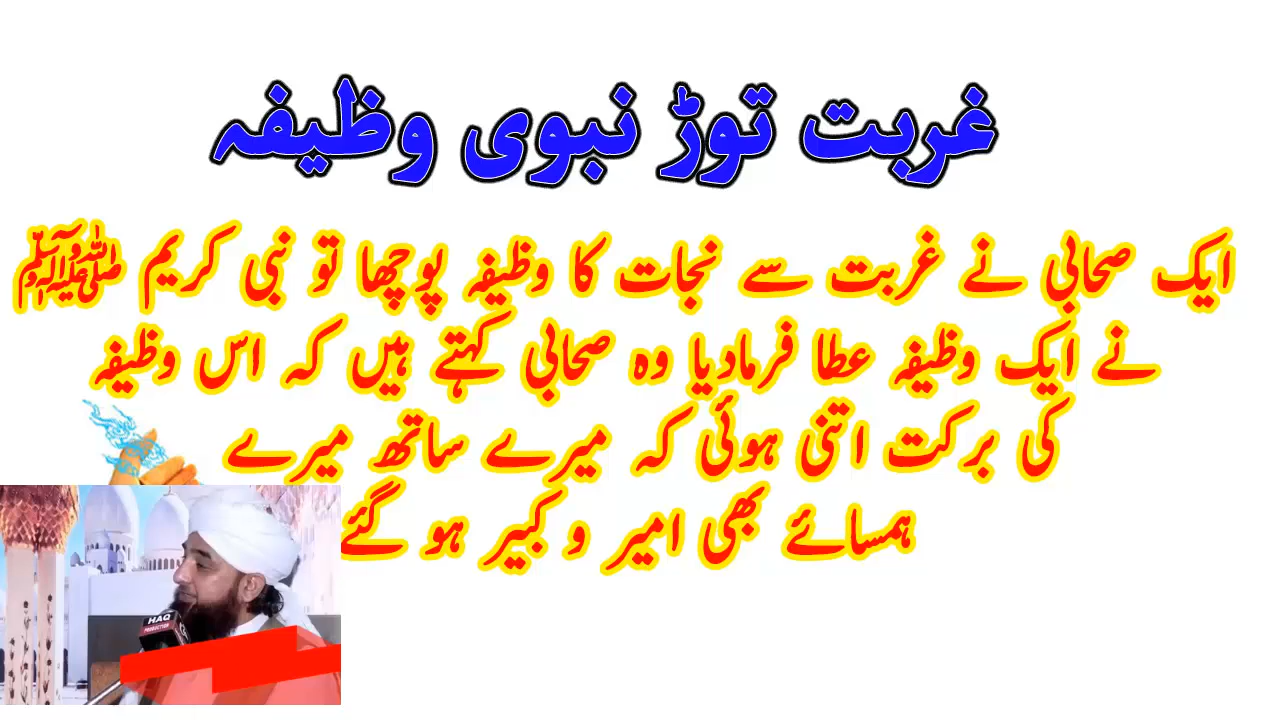 غربت توڑ نبوی وظیفہ
ایک صحابی نے غربت سے نجات کا وظیفہ پوچھا تو نبی کریم ﷺ
نے ایک وظیفہ عطا فرمادیا وہ صحابی کہتے ہیں کہ اس وظیفہ
کی برکت اتنی ہوئی کہ میرے ساتھ میرے
ہمسائے بھی امیر و کبیر ہو گئے
HAQ
PRODUCTION